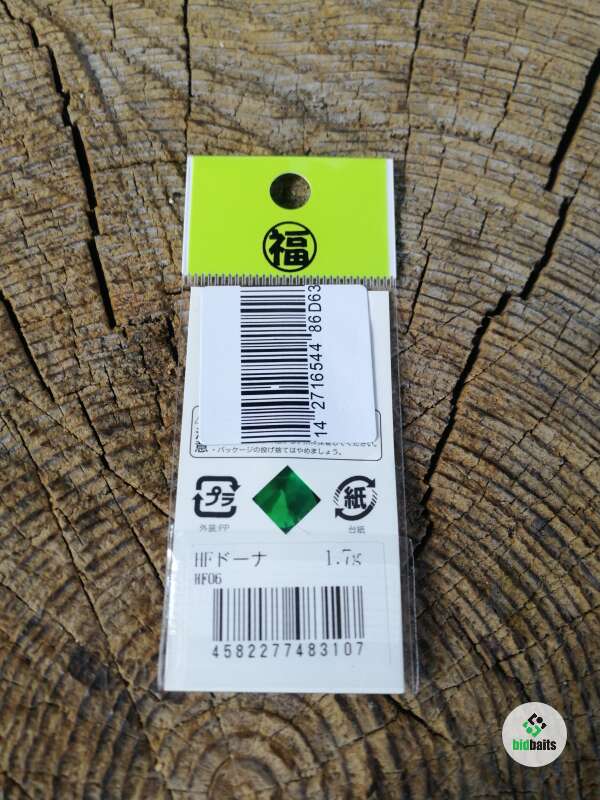 福
14 2716544 86D63
意
・パッケージの投げ捨てはやめましょう。
プラ
紙
外装:PP
台紙
HFドーナ 1.7g
HF06
4582277483107
bidbaits